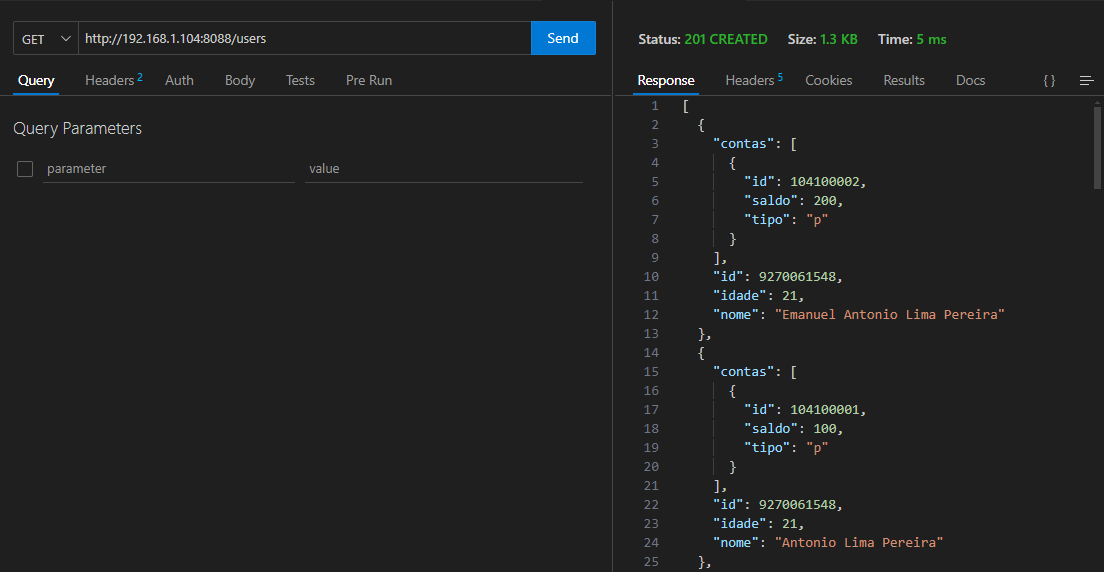 GET http://192.168.1.104:8088/users Send
Query Headers 2 Auth Body Tests Pre Run
Query Parameters
parameter value
Status: 201 CREATED Size: 1.3 KB Time: 5 ms
Response Headers 5 Cookies Results Docs { }
1 [
2 {
3 "contas": [
4 {
5 "id": 104100002,
6 "saldo": 200,
7 "tipo": "p"
8 }
9 ],
10 "id": 9270061548,
11 "idade": 21,
12 "nome": "Emanuel Antonio Lima Pereira"
13 },
14 {
15 "contas": [
16 {
17 "id": 104100001,
18 "saldo": 100,
19 "tipo": "p"
20 }
21 ],
22 "id": 9270061548,
23 "idade": 21,
24 "nome": "Antonio Lima Pereira"
25 },